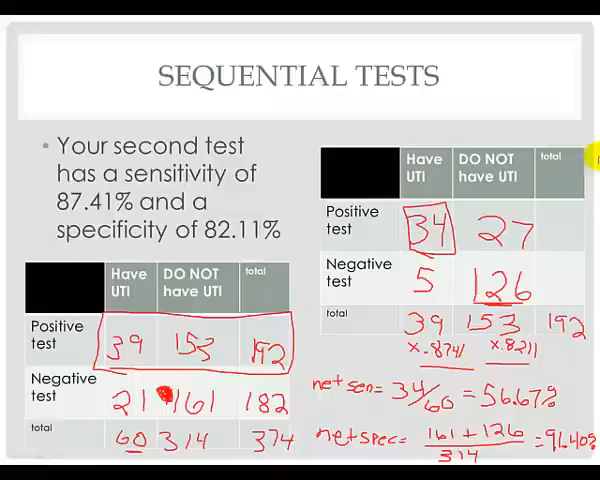 SEQUENTIAL TESTS
• Your second test
has a sensitivity of
87.41% and a
specificity of 82.11%
Have UTI DO NOT have UTI total
Positive test 39 153 192
Negative test 21 161 182
total 60 314 374
Have UTI DO NOT have UTI total
Positive test 34 27
Negative test 5 126
total 39 153 192
x.8741 x.8211
net sen= 34/60 = 56.67%
net spec= 161+126/314 = 91.40%